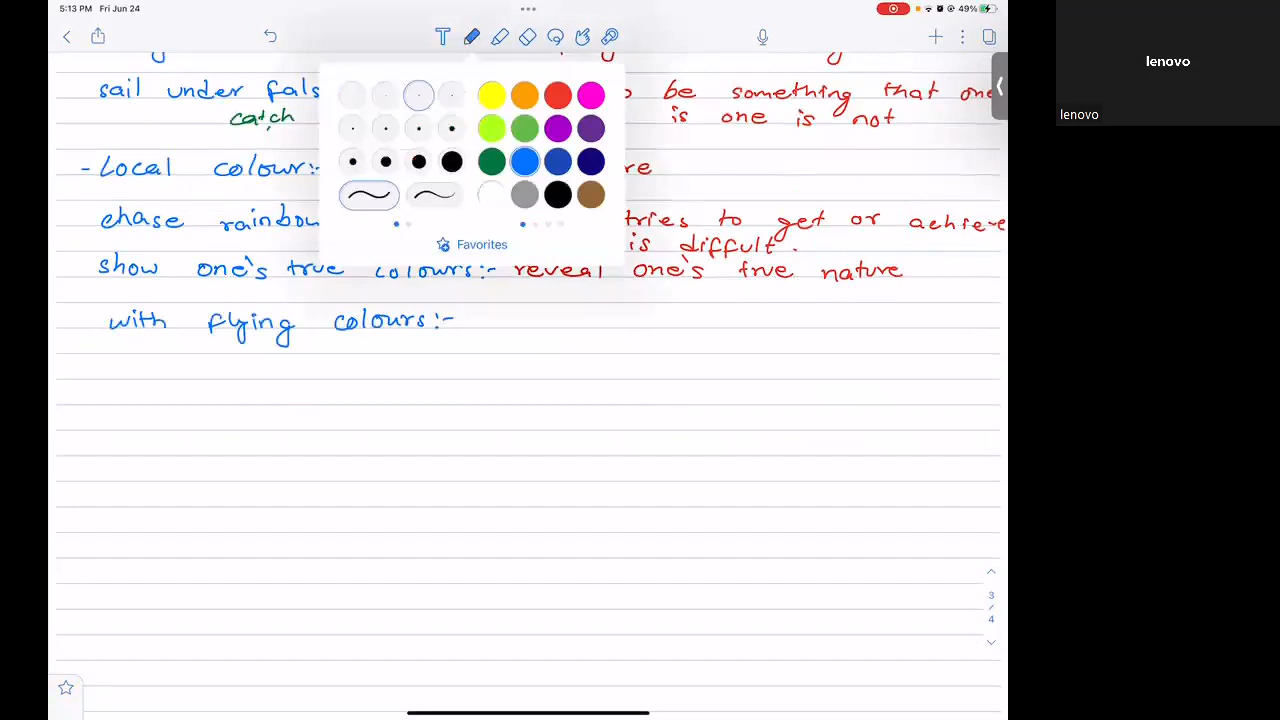 5:13 PM Fri Jun 24
49%
lenovo
lenovo
T
sail under fals be something that one
catch is one is not
- Local colour:- re
chase rainbou tries to get or achieve
is diffult.
Favorites
show one's true colours:- reveal one's true nature
with flying colours:-
3
/
4